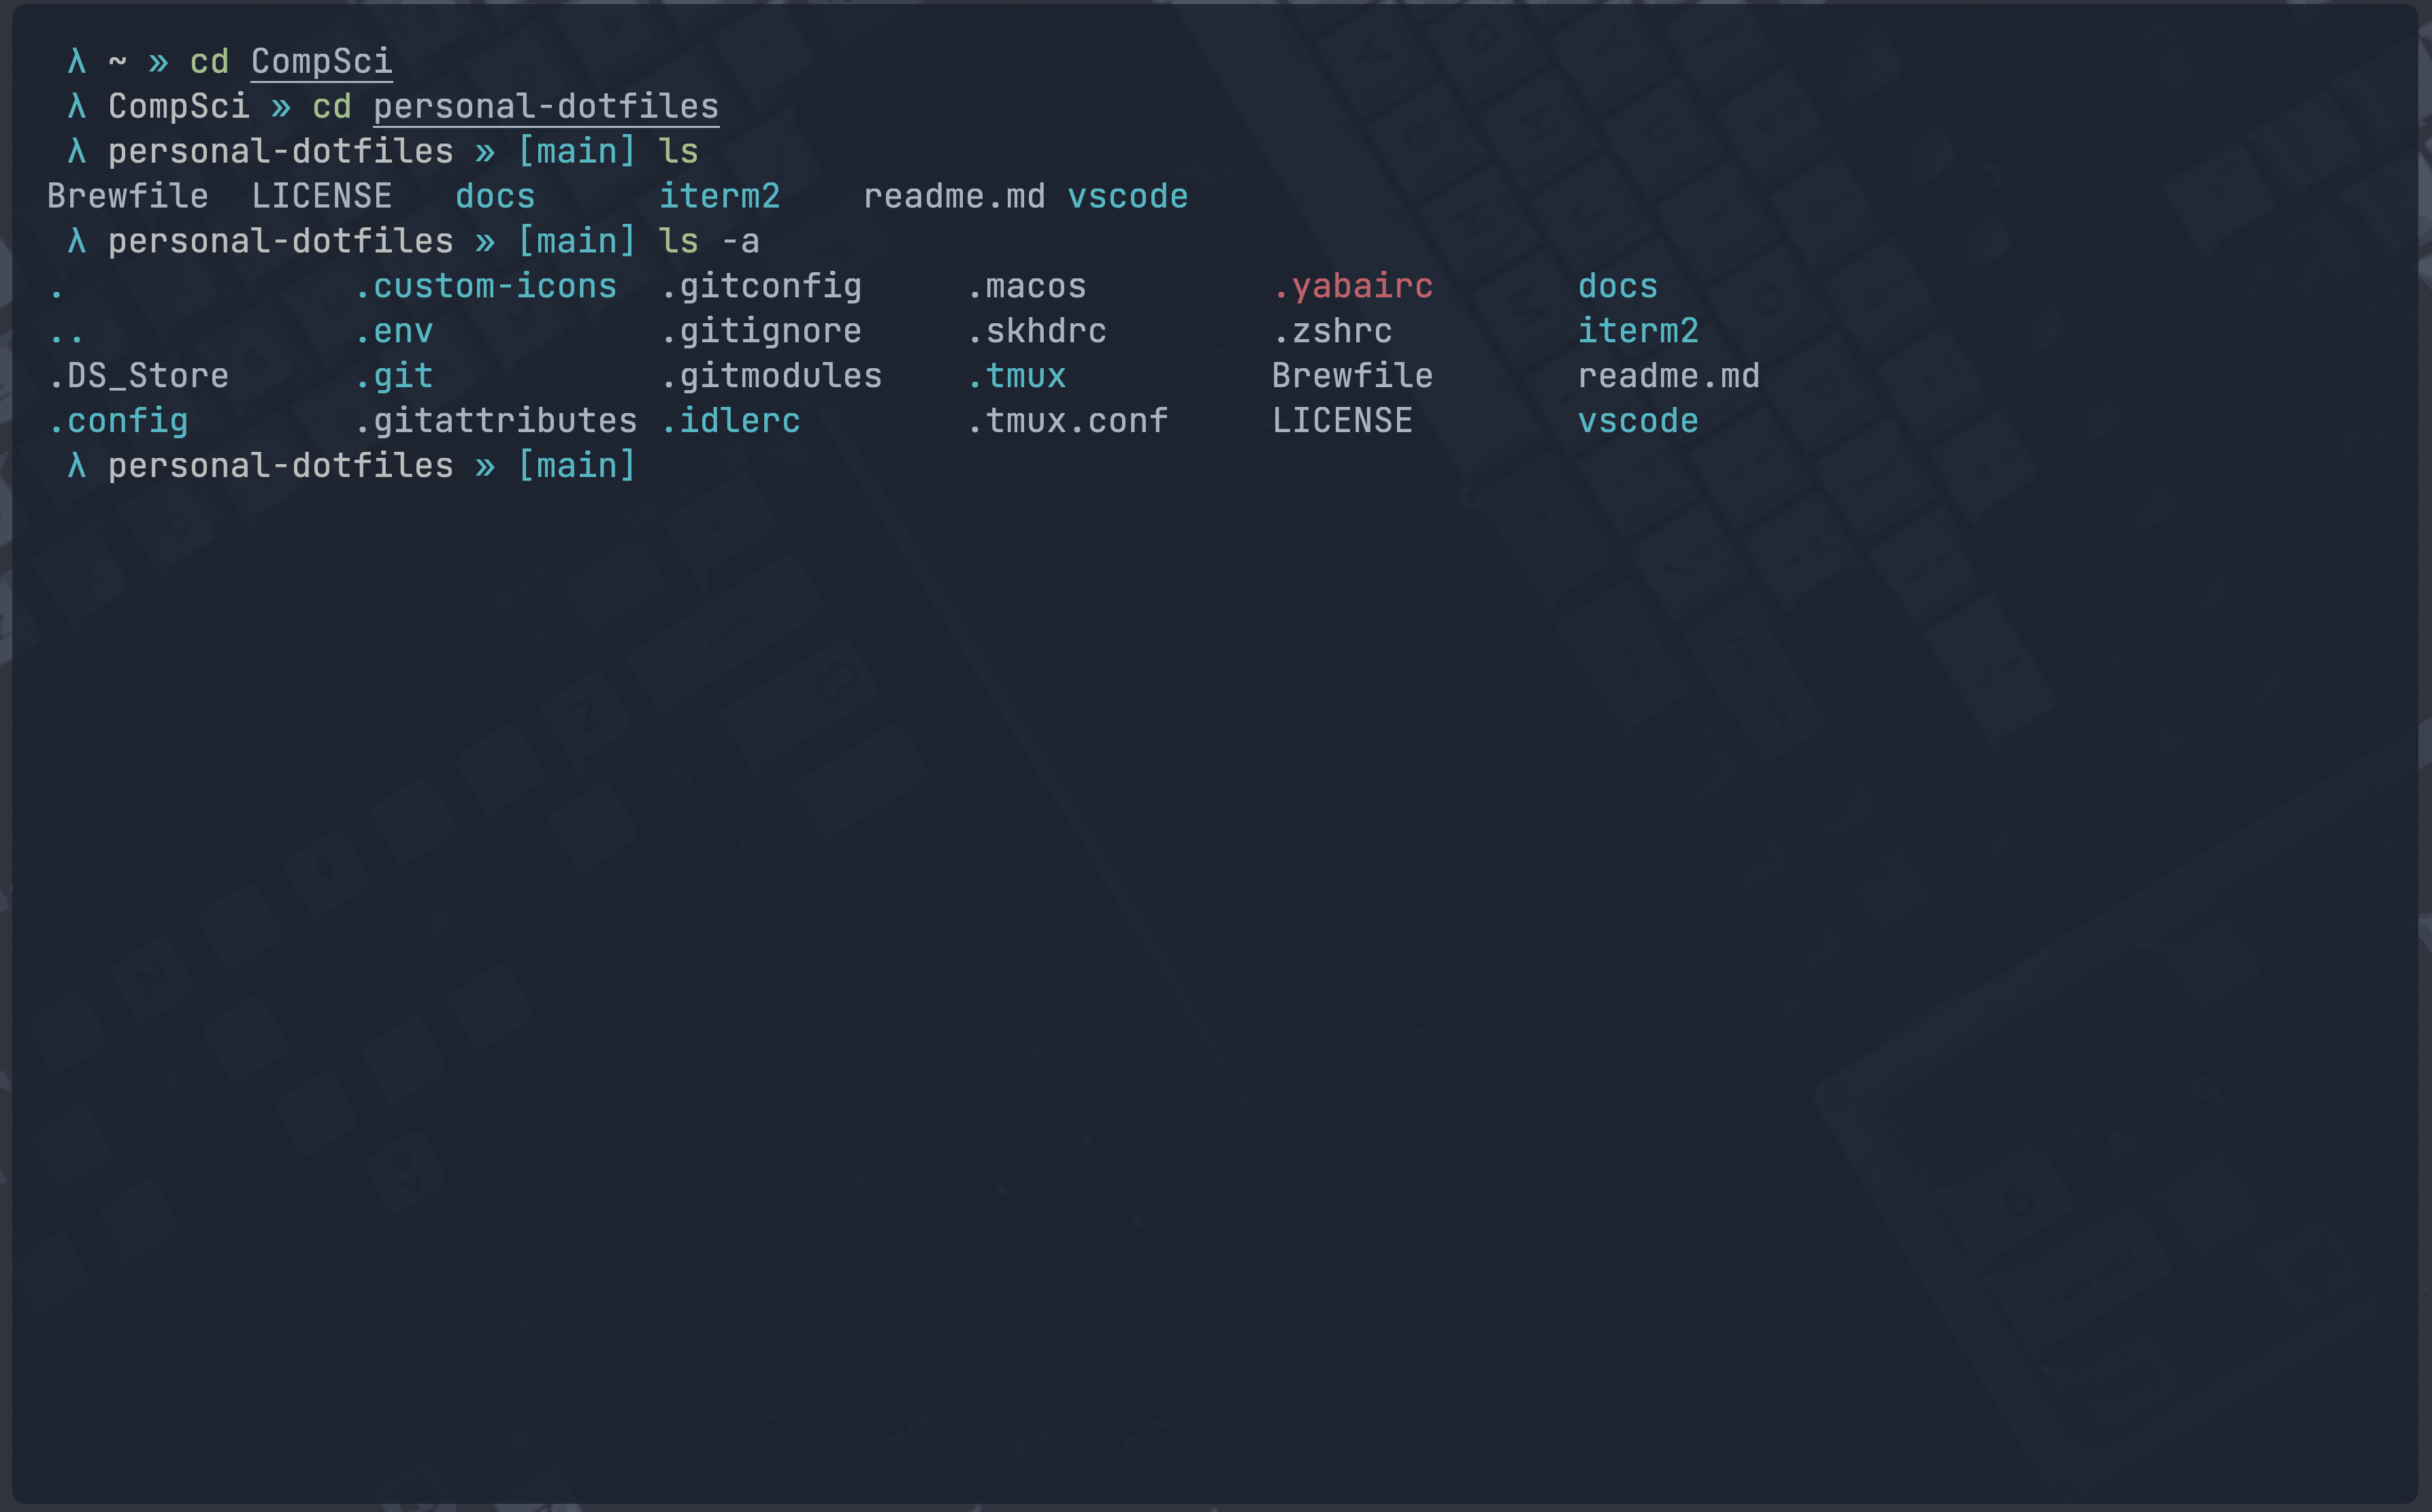 λ ~ » cd CompSci
λ CompSci » cd personal-dotfiles
λ personal-dotfiles » [main] ls
Brewfile LICENSE docs iterm2 readme.md vscode
λ personal-dotfiles » [main] ls -a
. .custom-icons .gitconfig .macos .yabairc docs
.. .env .gitignore .skhdrc .zshrc iterm2
.DS_Store .git .gitmodules .tmux Brewfile readme.md
.config .gitattributes .idlerc .tmux.conf LICENSE vscode
λ personal-dotfiles » [main]